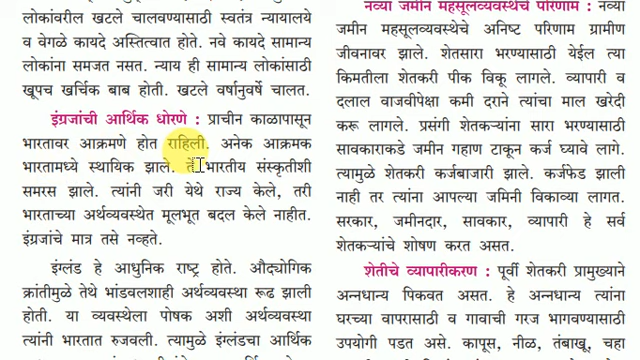 लोकांवरील खटले चालवण्यासाठी स्वतंत्र न्यायालये
व वेगळे कायदे अस्तित्वात होते. नवे कायदे सामान्य
लोकांना समजत नसत. न्याय ही सामान्य लोकांसाठी
खूपच खर्चिक बाब होती. खटले वर्षानुवर्षे चालत.
इंग्रजांची आर्थिक धोरणे : प्राचीन काळापासून
भारतावर आक्रमणे होत राहिली. अनेक आक्रमक
भारतामध्ये स्थायिक झाले. ते भारतीय संस्कृतीशी
समरस झाले. त्यांनी जरी येथे राज्य केले, तरी
भारताच्या अर्थव्यवस्थेत मूलभूत बदल केले नाहीत.
इंग्रजांचे मात्र तसे नव्हते.
इंग्लंड हे आधुनिक राष्ट्र होते. औद्योगिक
क्रांतीमुळे तेथे भांडवलशाही अर्थव्यवस्था रूढ झाली
होती. या व्यवस्थेला पोषक अशी अर्थव्यवस्था
त्यांनी भारतात रुजवली. त्यामुळे इंग्लंडचा आर्थिक
नव्या जमीन महसूलव्यवस्थेचे परिणाम : नव्या
जमीन महसूलव्यवस्थेचे अनिष्ट परिणाम ग्रामीण
जीवनावर झाले. शेतसारा भरण्यासाठी येईल त्या
किमतीला शेतकरी पीक विकू लागले. व्यापारी व
दलाल वाजवीपेक्षा कमी दराने त्यांचा माल खरेदी
करू लागले. प्रसंगी शेतकऱ्यांना सारा भरण्यासाठी
सावकाराकडे जमीन गहाण टाकून कर्ज घ्यावे लागे.
त्यामुळे शेतकरी कर्जबाजारी झाले. कर्जफेड झाली
नाही तर त्यांना आपल्या जमिनी विकाव्या लागत.
सरकार, जमीनदार, सावकार, व्यापारी हे सर्व
शेतकऱ्यांचे शोषण करत असत.
शेतीचे व्यापारीकरण : पूर्वी शेतकरी प्रामुख्याने
अन्नधान्य पिकवत असत. हे अन्नधान्य त्यांना
घरच्या वापरासाठी व गावाची गरज भागवण्यासाठी
उपयोगी पडत असे. कापूस, नीळ, तंबाखू, चहा